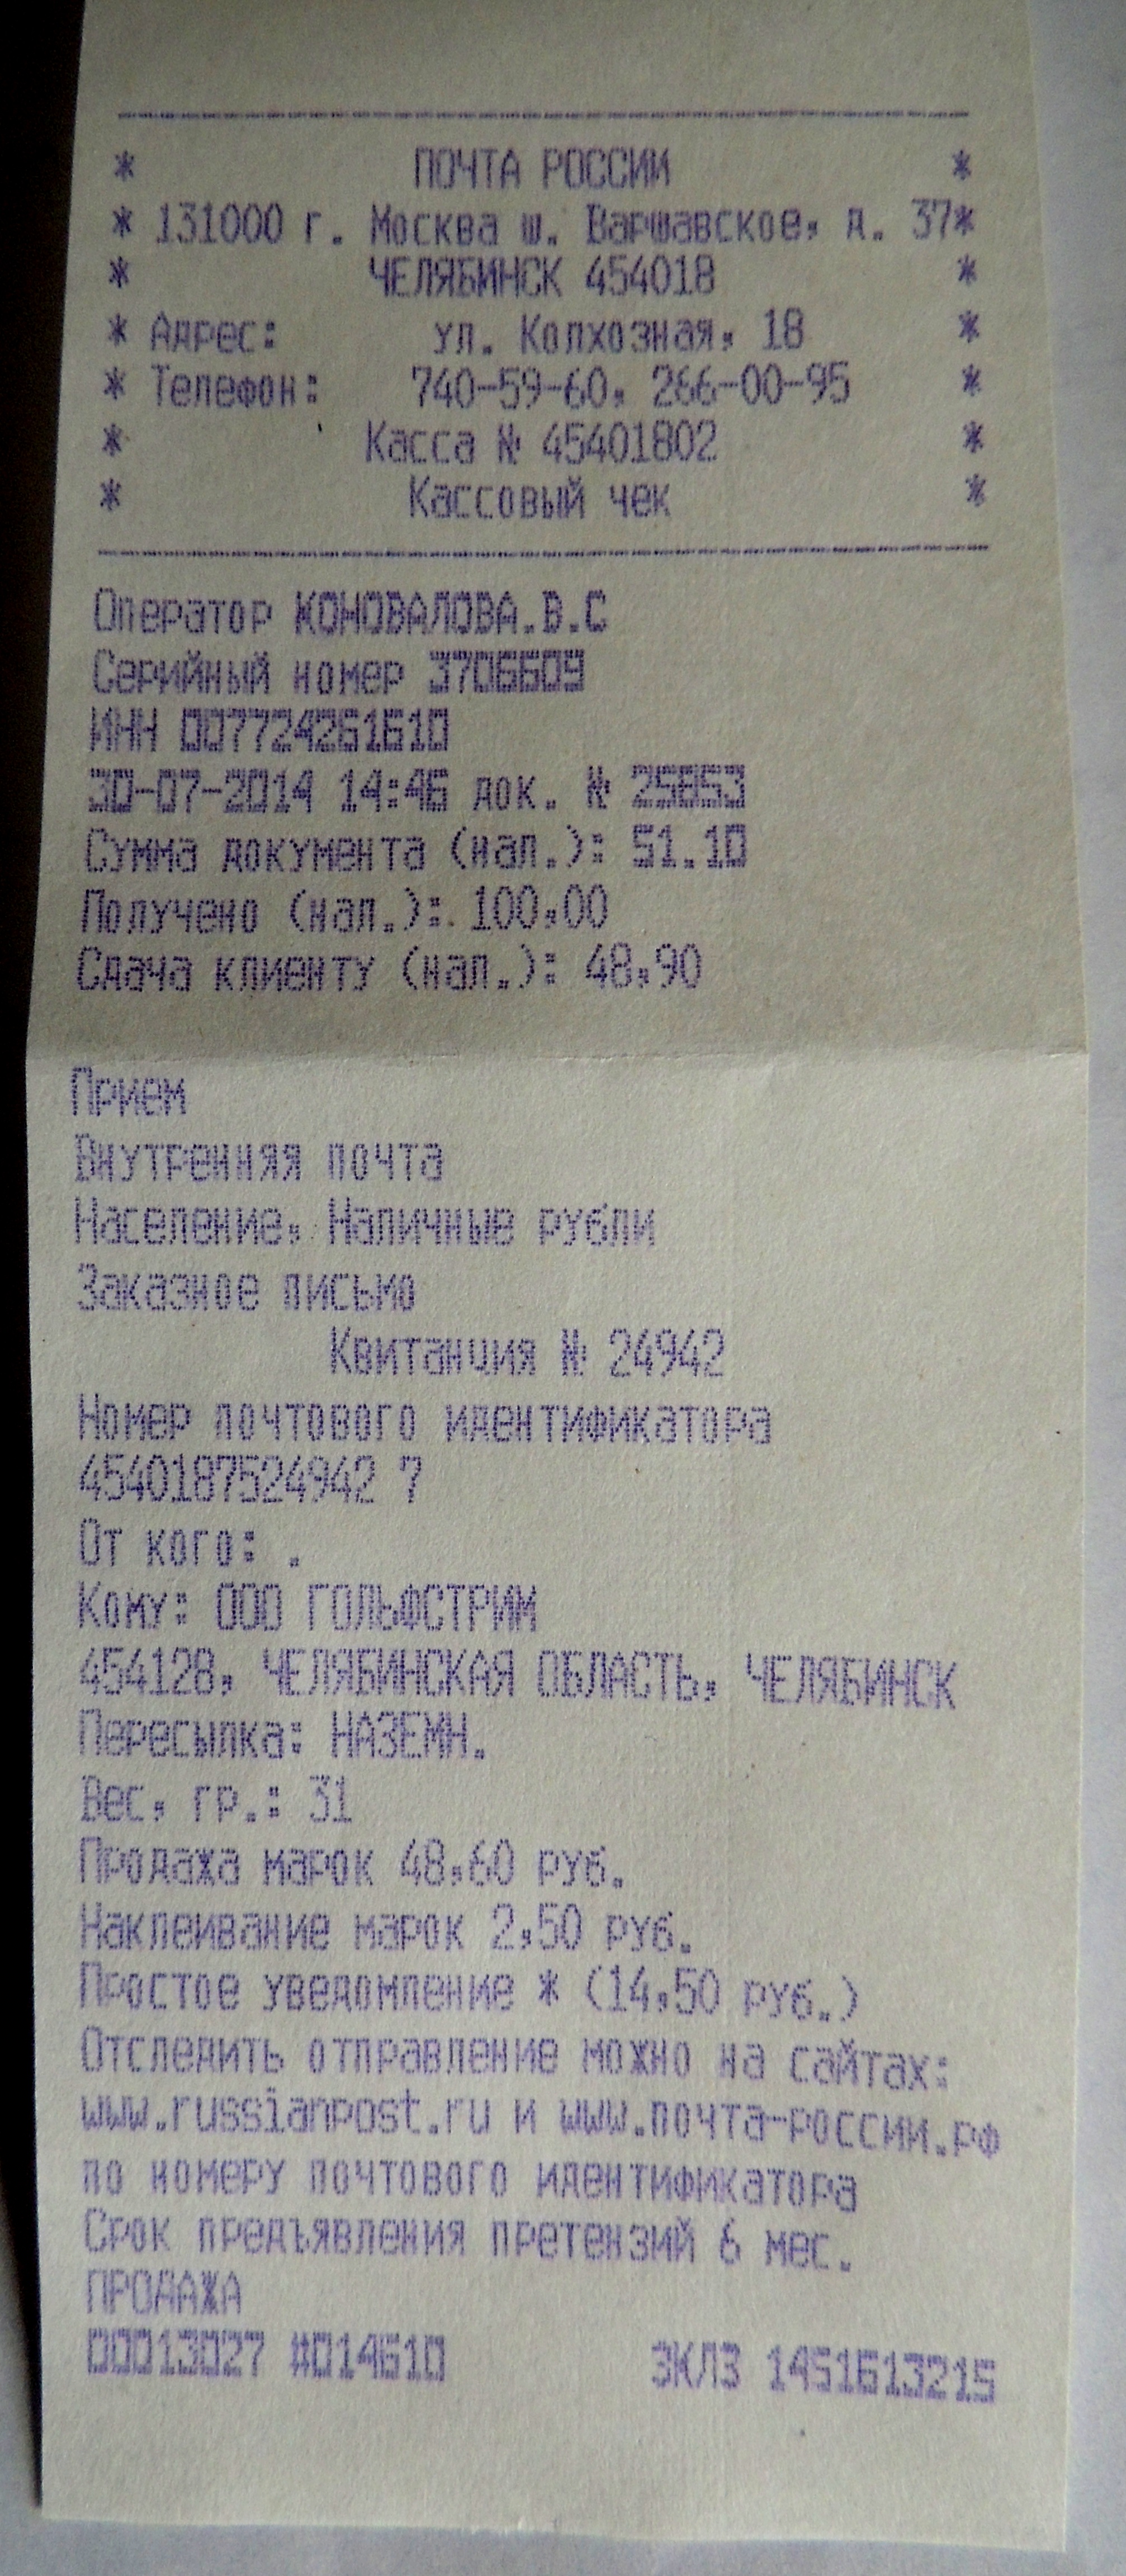 * ПОЧТА РОССИИ *
* 131000 г. Москва ш. Варшавское, д. 37*
* ЧЕЛЯБИНСК 454018 *
* Адрес: ул. Колхозная, 18 *
* Телефон: 740-59-60, 266-00-95 *
* Касса № 45401802 *
* Кассовый чек *
Оператор КОНОВАЛОВА.В.С
Серийный номер 3706609
ИНН 007724261610
30-07-2014 14:46 док. № 25853
Сумма документа (нал.): 51.10
Получено (нал.): 100,00
Сдача клиенту (нал.): 48,90
Прием
Внутренняя почта
Население, Наличные рубли
Заказное письмо
Квитанция № 24942
Номер почтового идентификатора
4540187524942 7
От кого: .
Кому: ООО ГОЛЬФСТРИМ
454128, ЧЕЛЯБИНСКАЯ ОБЛАСТЬ, ЧЕЛЯБИНСК
Пересылка: НАЗЕМН.
Вес, гр.: 31
Продажа марок 48,60 руб.
Наклеивание марок 2,50 руб.
Простое уведомление * (14,50 руб.)
Отследить отправление можно на сайтах:
www.russianpost.ru и www.почта-россии.рф
по номеру почтового идентификатора
Срок предъявления претензий 6 мес.
ПРОДАЖА
00013027 #014610 ЭКЛЗ 1451613215